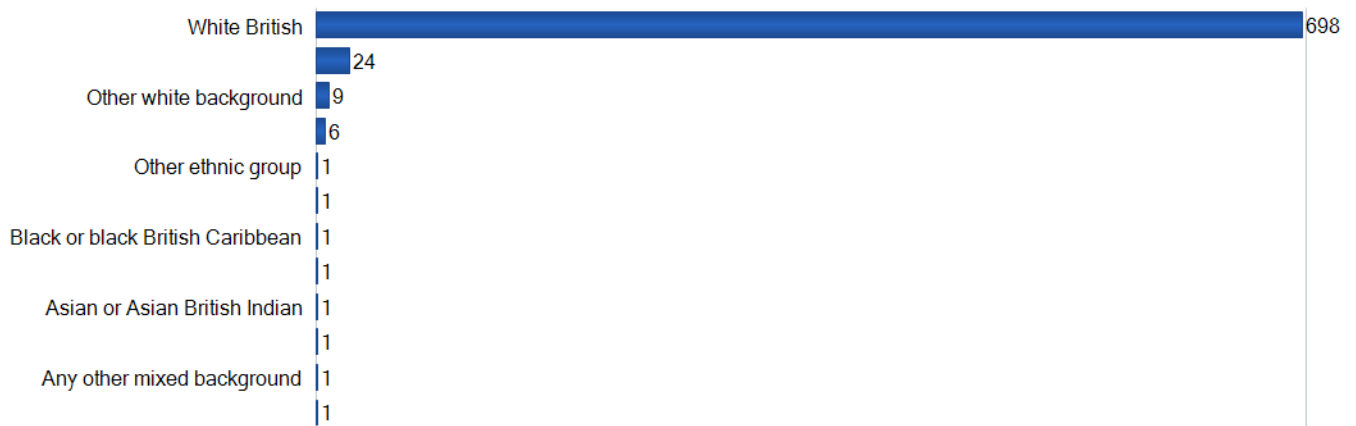 White British 698
24
Other white background 9
6
Other ethnic group 1
1
Black or black British Caribbean 1
1
Asian or Asian British Indian 1
1
Any other mixed background 1
1